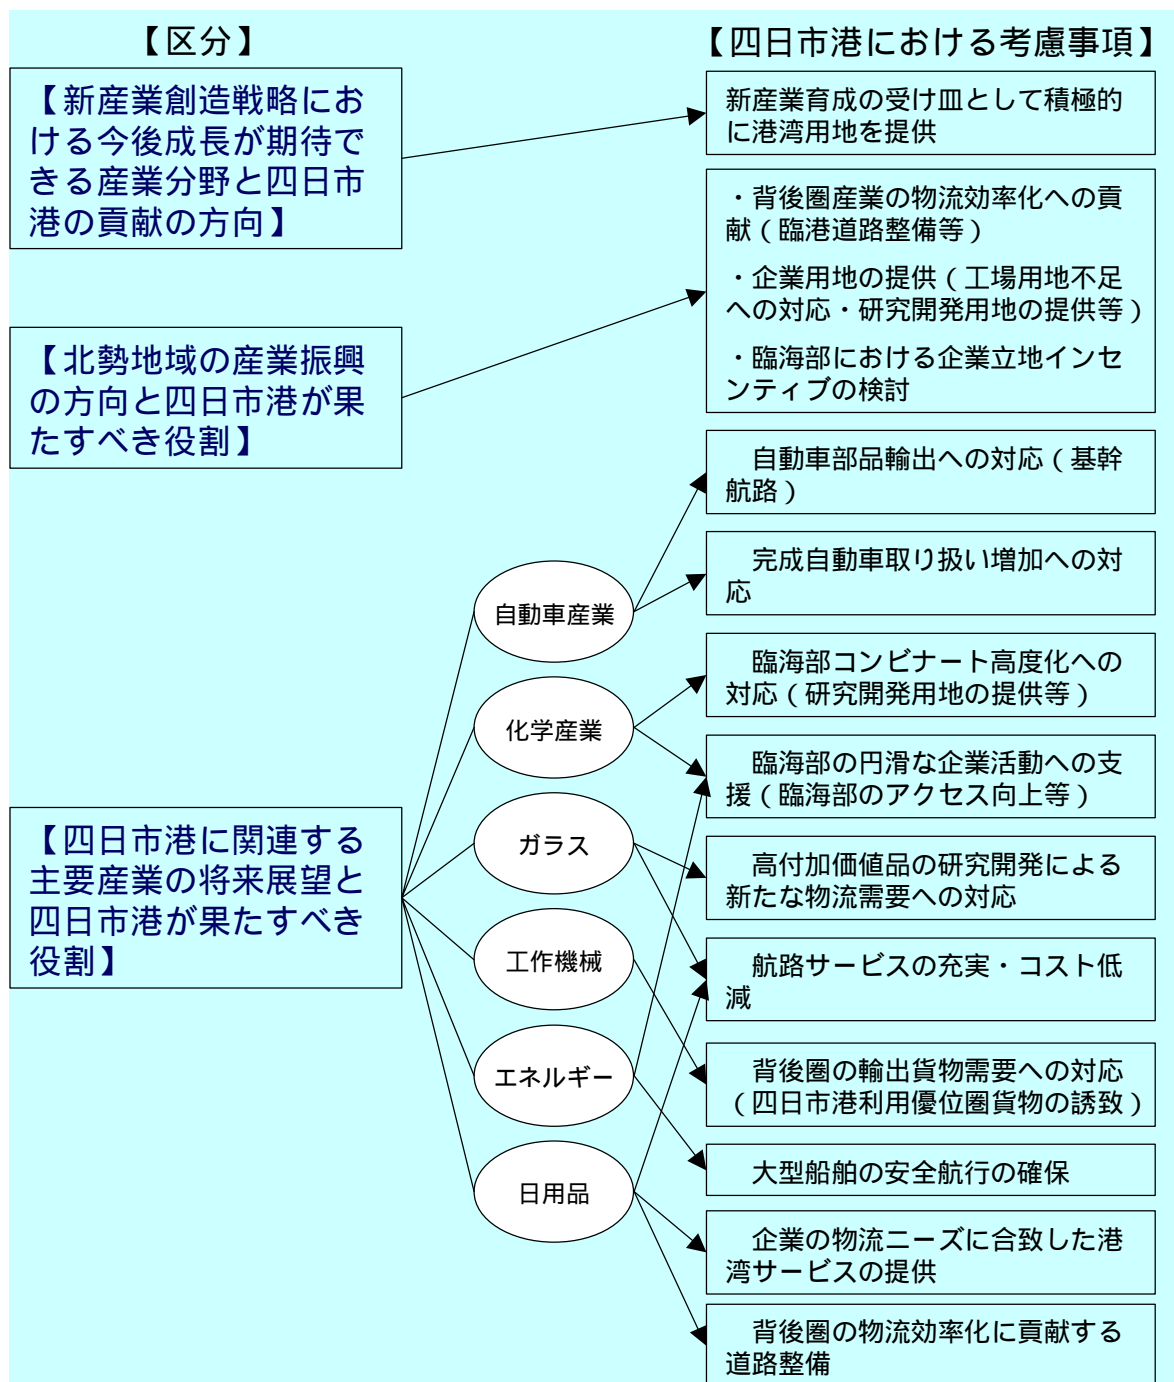 【区分】
【四日市港における考慮事項】
【新産業創造戦略にお
ける今後成長が期待で
きる産業分野と四日市
港の貢献の方向】
新産業育成の受け皿として積極的
に港湾用地を提供
【北勢地域の産業振興
の方向と四日市港が果
たすべき役割】
・背後圏産業の物流効率化への貢
献（臨港道路整備等）
・企業用地の提供（工場用地不足
への対応・研究開発用地の提供等）
・臨海部における企業立地インセ
ンティブの検討
【四日市港に関連する
主要産業の将来展望と
四日市港が果たすべき
役割】
自動車産業
化学産業
ガラス
工作機械
エネルギー
日用品
自動車部品輸出への対応（基幹
航路）
完成自動車取り扱い増加への対
応
臨海部コンビナート高度化への
対応（研究開発用地の提供等）
臨海部の円滑な企業活動への支
援（臨海部のアクセス向上等）
高付加価値品の研究開発による
新たな物流需要への対応
航路サービスの充実・コスト低
減
背後圏の輸出貨物需要への対応
（四日市港利用優位圏貨物の誘致）
大型船舶の安全航行の確保
企業の物流ニーズに合致した港
湾サービスの提供
背後圏の物流効率化に貢献する
道路整備